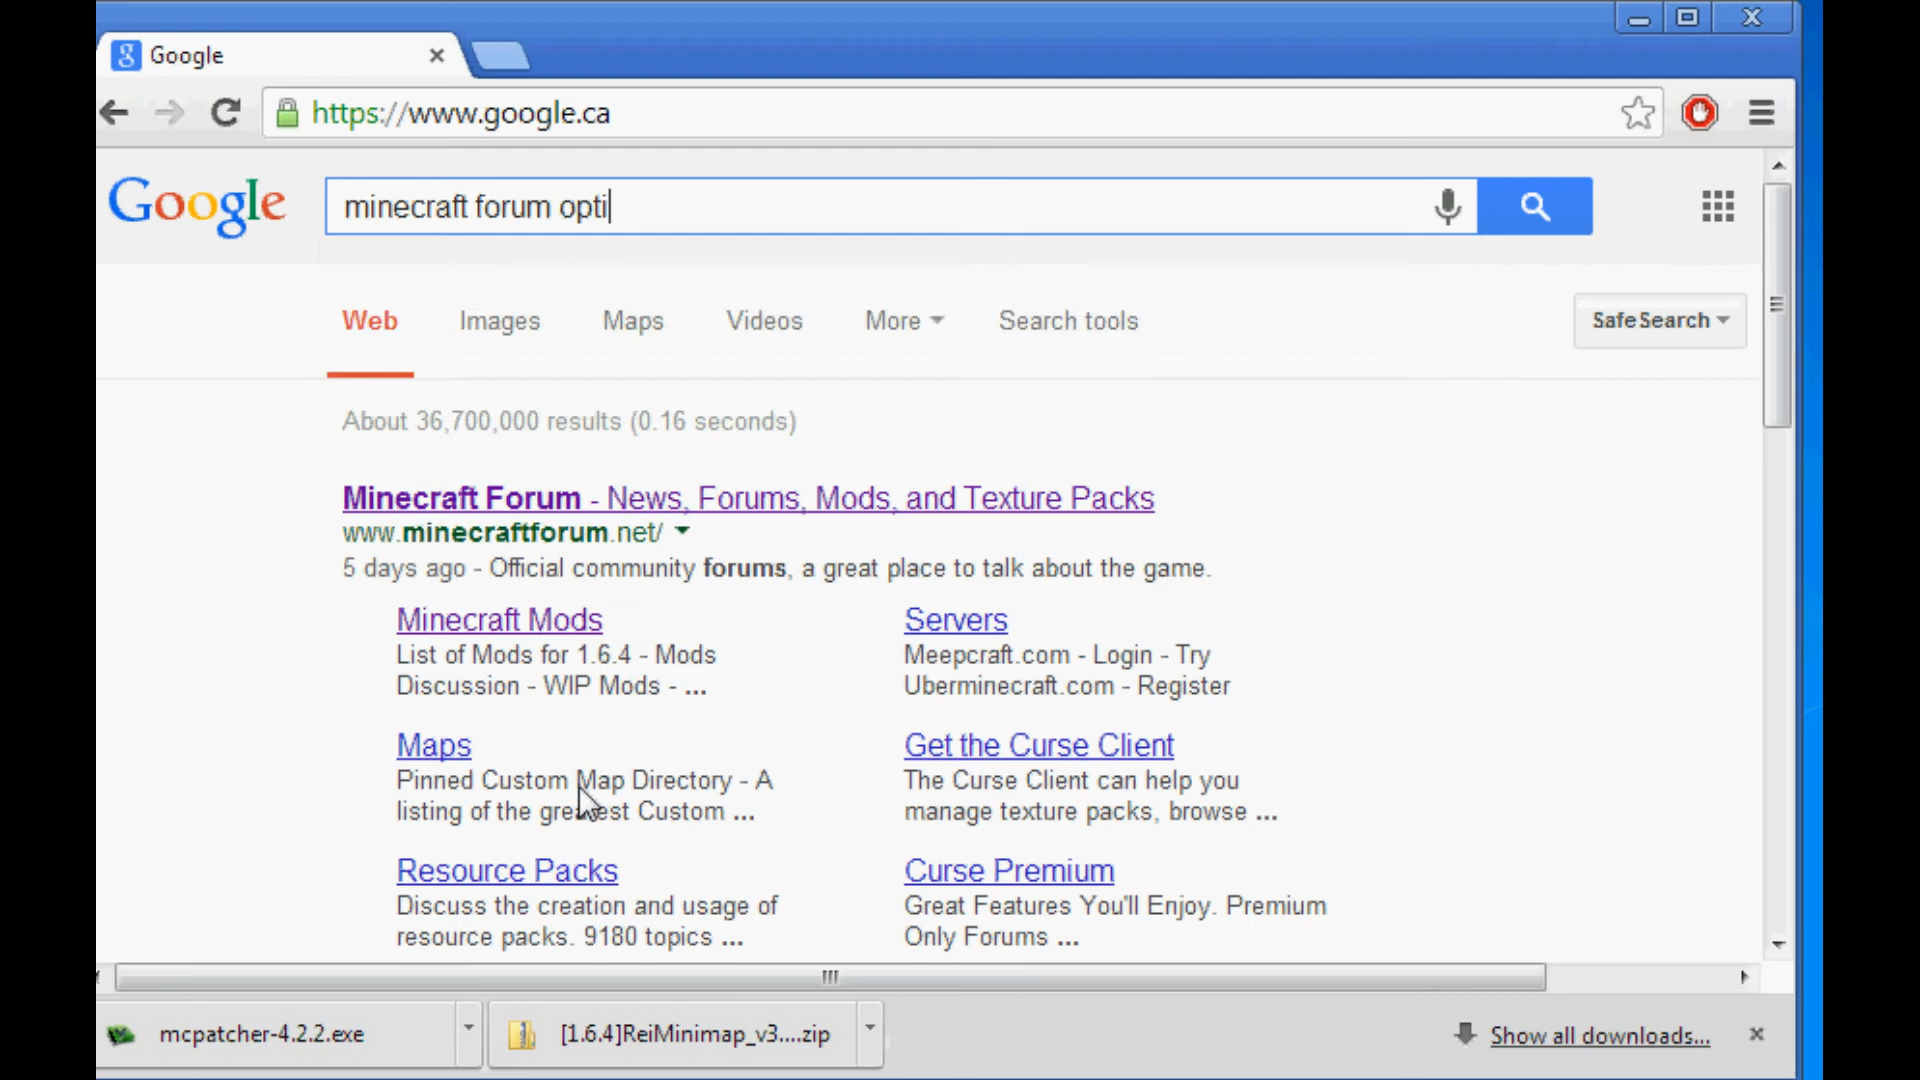 Google
https://www.google.ca
Google
minecraft forum opti
Web Images Maps Videos More Search tools SafeSearch
About 36,700,000 results (0.16 seconds)
Minecraft Forum - News, Forums, Mods, and Texture Packs
www.minecraftforum.net/
5 days ago - Official community forums, a great place to talk about the game.
Minecraft Mods
List of Mods for 1.6.4 - Mods
Discussion - WIP Mods - ...
Servers
Meepcraft.com - Login - Try
Uberminecraft.com - Register
Maps
Pinned Custom Map Directory - A
listing of the greatest Custom ...
Get the Curse Client
The Curse Client can help you
manage texture packs, browse ...
Resource Packs
Discuss the creation and usage of
resource packs. 9180 topics ...
Curse Premium
Great Features You'll Enjoy. Premium
Only Forums ...
mcpatcher-4.2.2.exe
[1.6.4]ReiMinimap_v3....zip
Show all downloads...